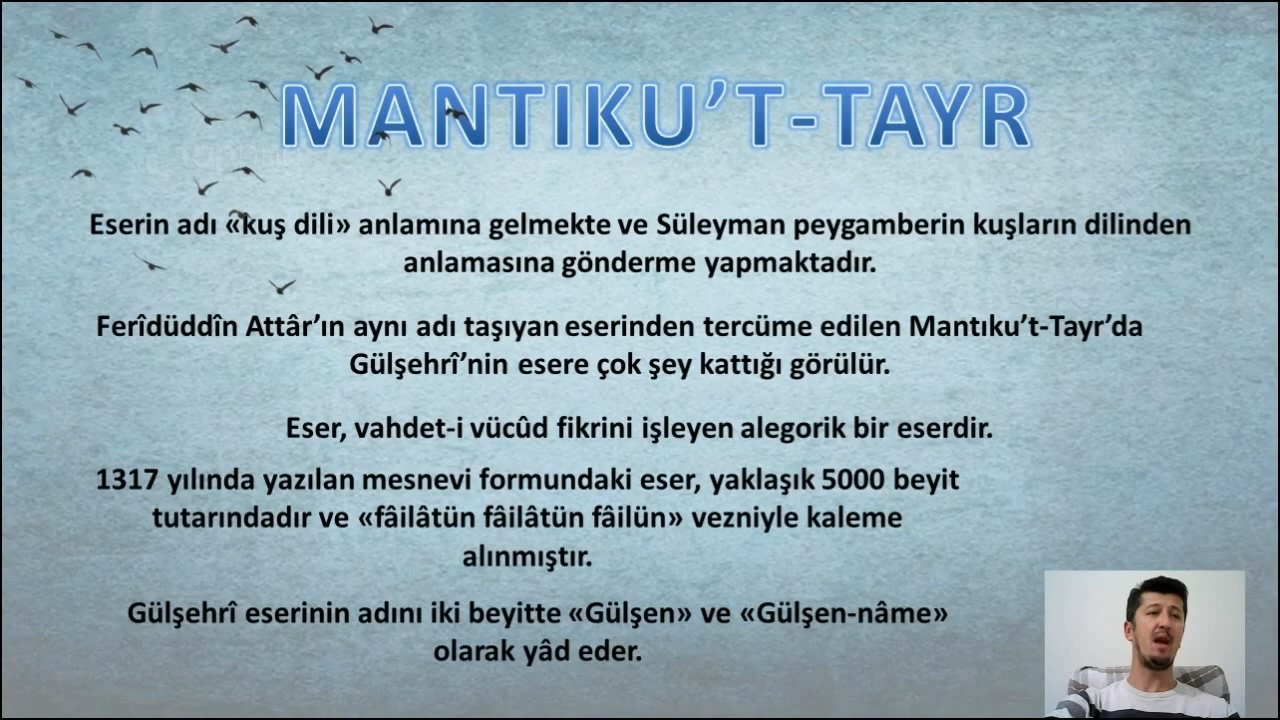 MANTIKU’T-TAYR
Eserin adı «kuş dili» anlamına gelmekte ve Süleyman peygamberin kuşların dilinden
anlamasına gönderme yapmaktadır.
Ferîdüddîn Attâr’ın aynı adı taşıyan eserinden tercüme edilen Mantıku’t-Tayr’da
Gülşehrî’nin esere çok şey kattığı görülür.
Eser, vahdet-i vücûd fikrini işleyen alegorik bir eserdir.
1317 yılında yazılan mesnevi formundaki eser, yaklaşık 5000 beyit
tutarındadır ve «fâilâtün fâilâtün fâilün» vezniyle kaleme
alınmıştır.
Gülşehrî eserinin adını iki beyitte «Gülşen» ve «Gülşen-nâme»
olarak yâd eder.